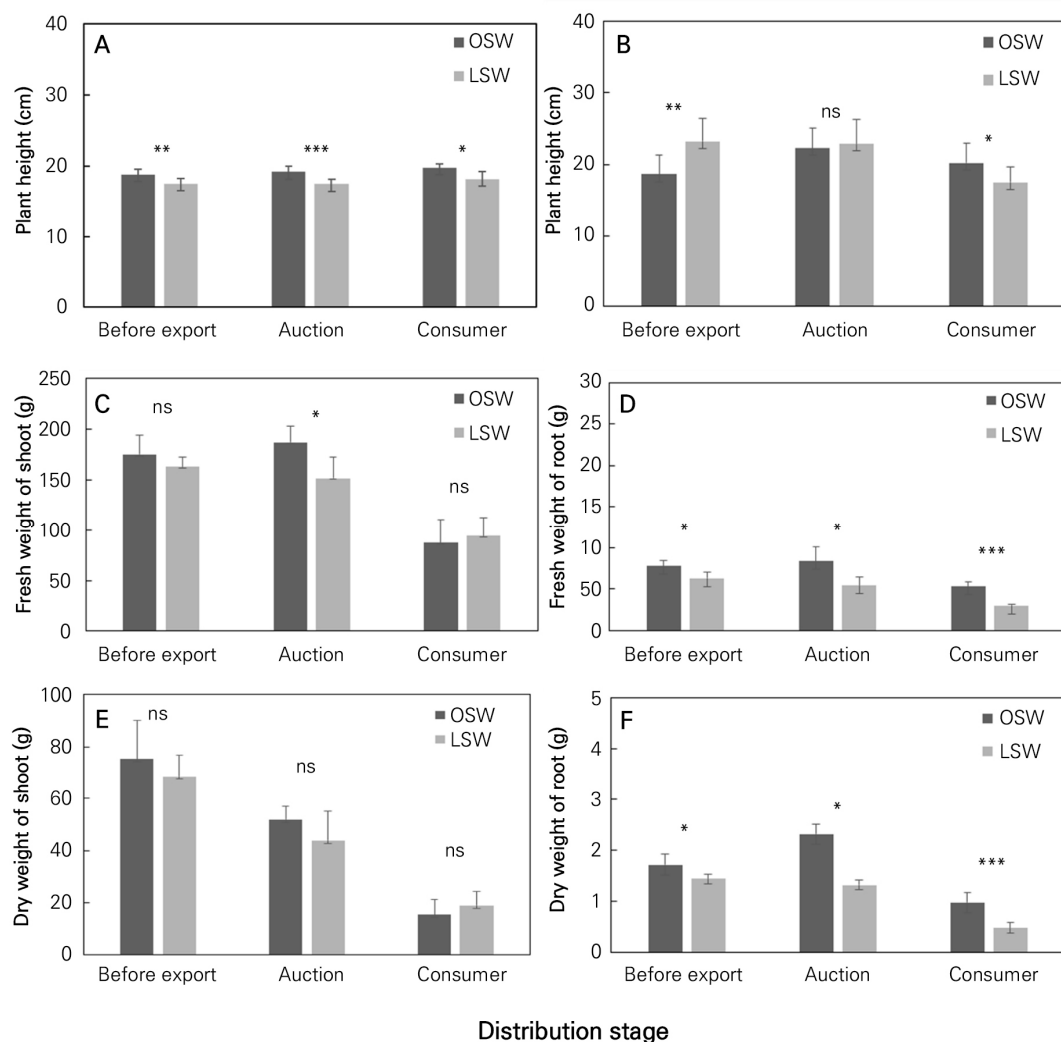 A
OSW
LSW
Plant height (cm)
40
30
20
10
0
**
***
*
Before export
Auction
Consumer
B
OSW
LSW
Plant height (cm)
40
30
20
10
0
**
ns
*
Before export
Auction
Consumer
C
OSW
LSW
Fresh weight of shoot (g)
250
200
150
100
50
0
ns
*
ns
Before export
Auction
Consumer
D
OSW
LSW
Fresh weight of root (g)
30
25
20
15
10
50
0
*
*
***
Before export
Auction
Consumer
E
OSW
LSW
Dry weight of shoot (g)
100
80
60
40
20
0
ns
ns
ns
Before export
Auction
Consumer
F
OSW
LSW
Dry weight of root (g)
5
4
3
2
1
0
*
*
***
Before export
Auction
Consumer
Distribution stage